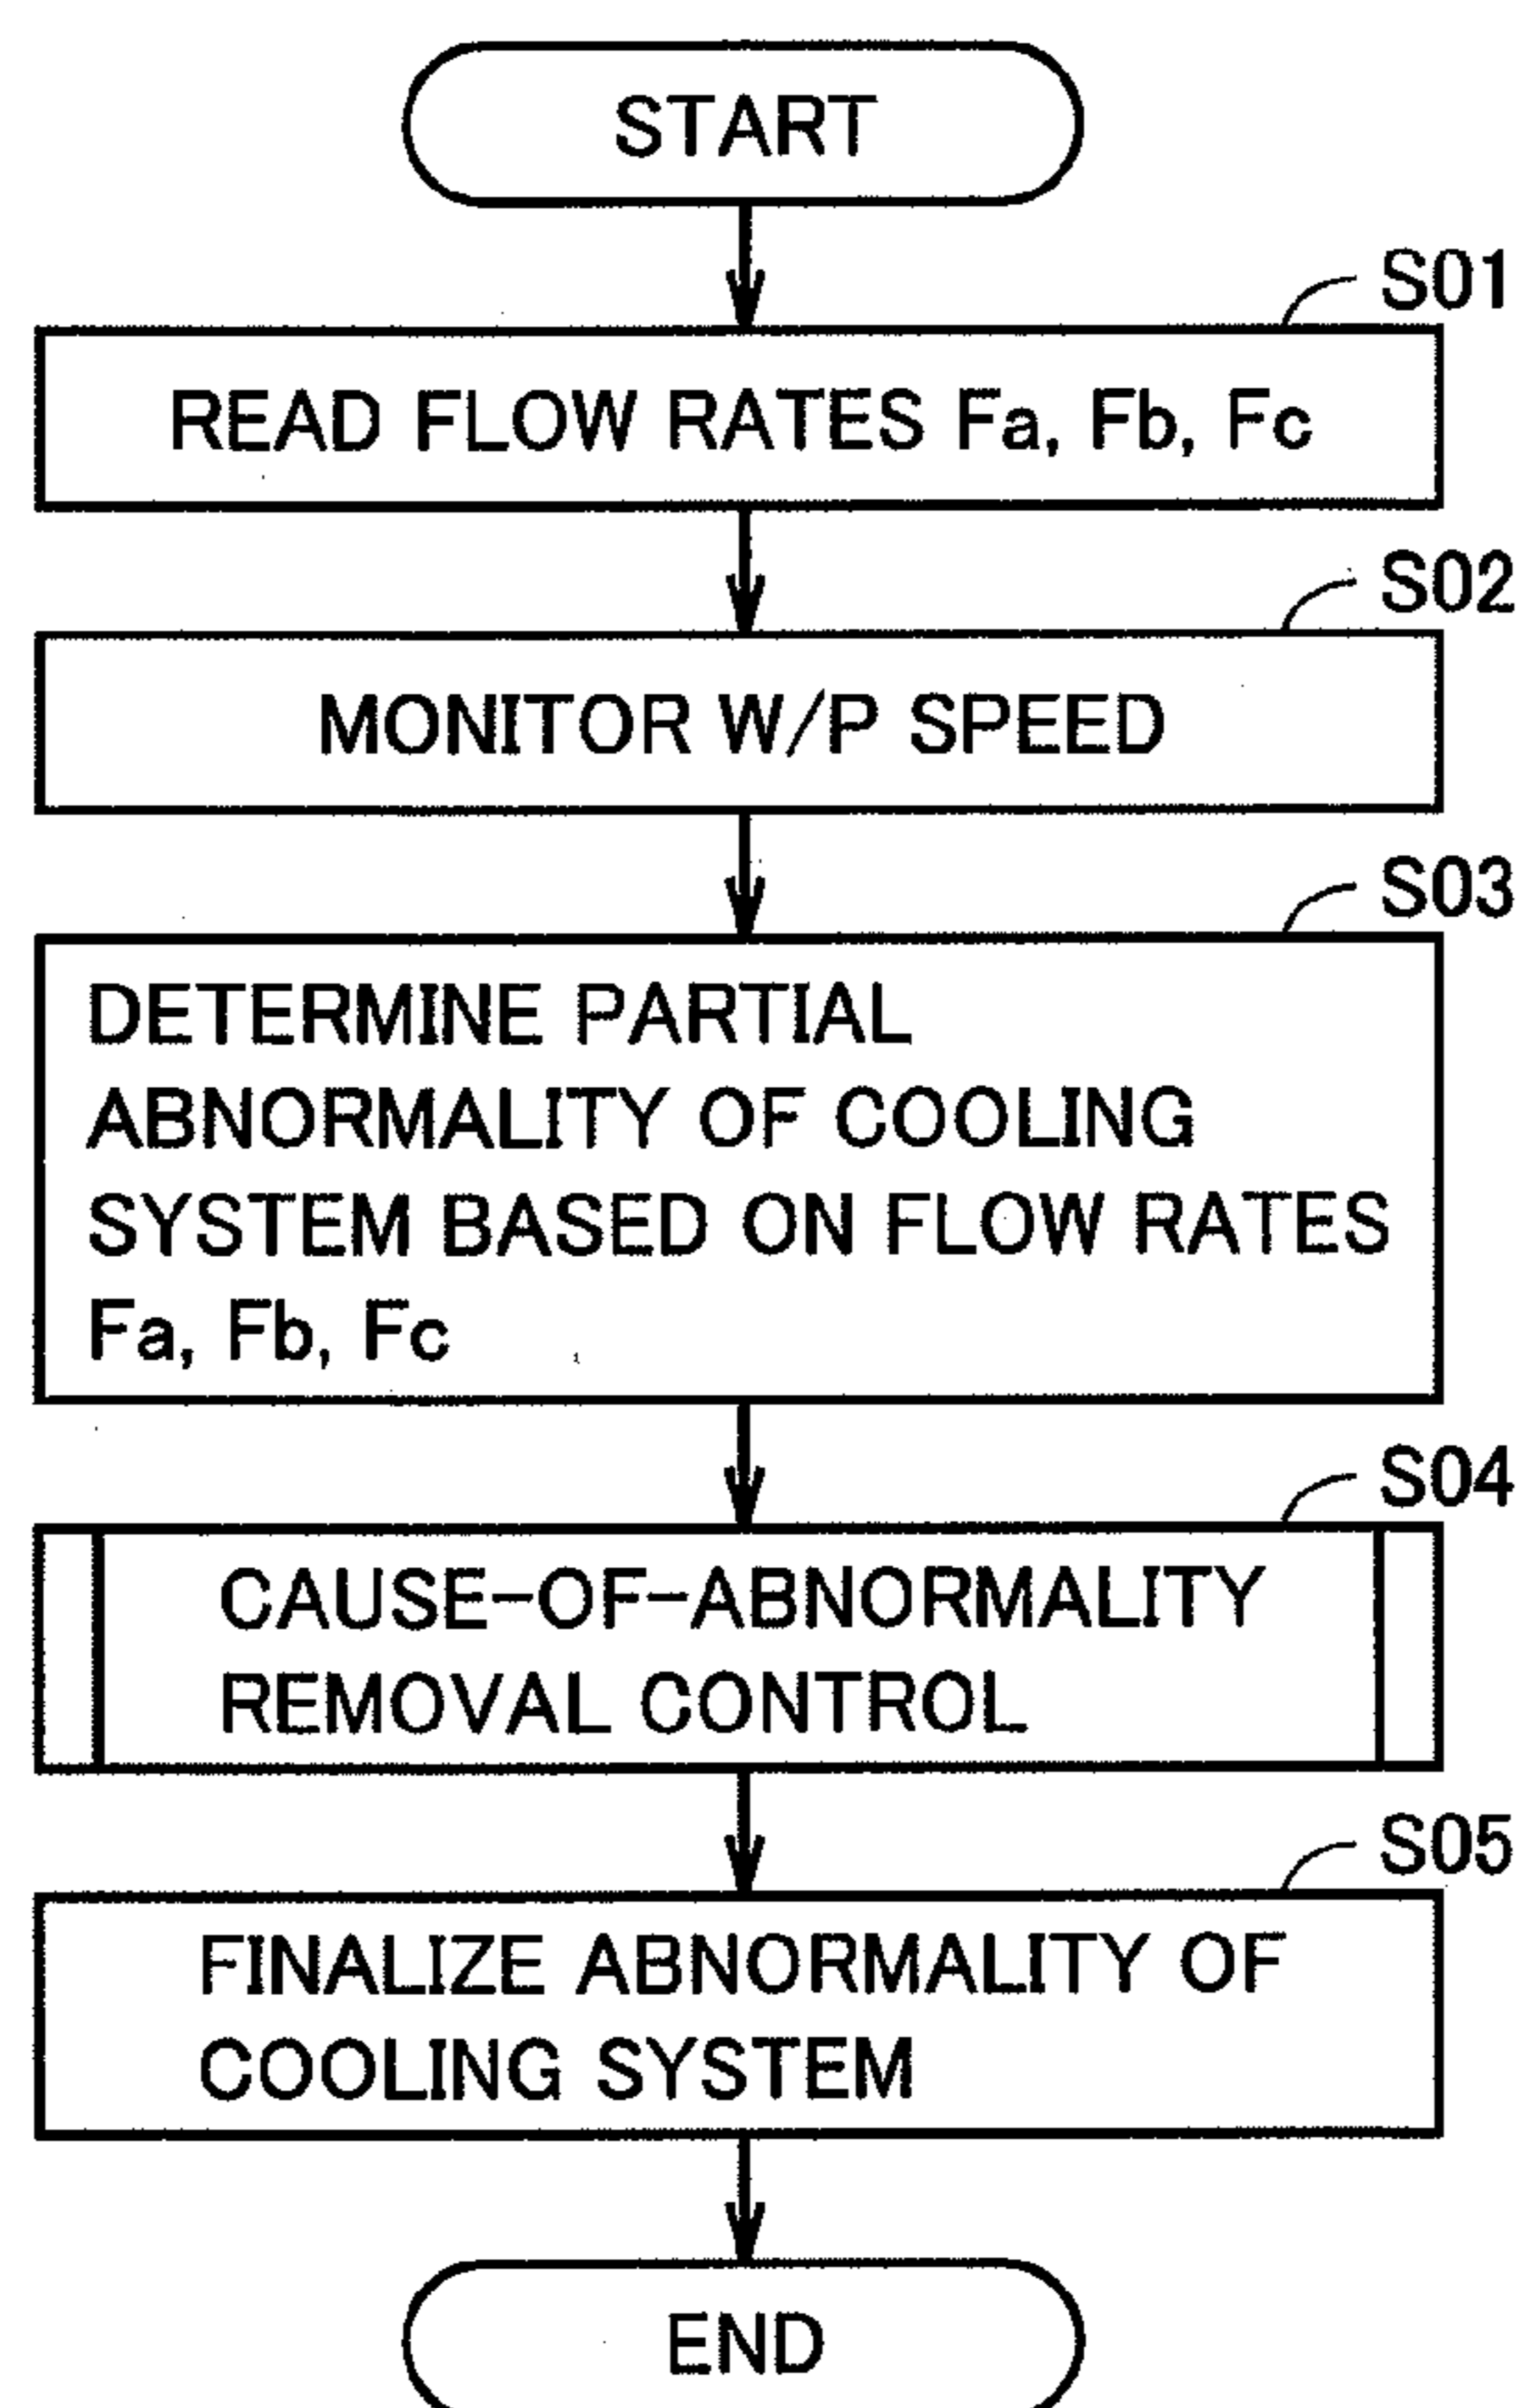 START
S01
READ FLOW RATES Fa, Fb, Fc
S02
MONITOR W/P SPEED
S03
DETERMINE PARTIAL
ABNORMALITY OF COOLING
SYSTEM BASED ON FLOW RATES
Fa, Fb, Fc
S04
CAUSE-OF-ABNORMALITY
REMOVAL CONTROL
S05
FINALIZE ABNORMALITY OF
COOLING SYSTEM
END